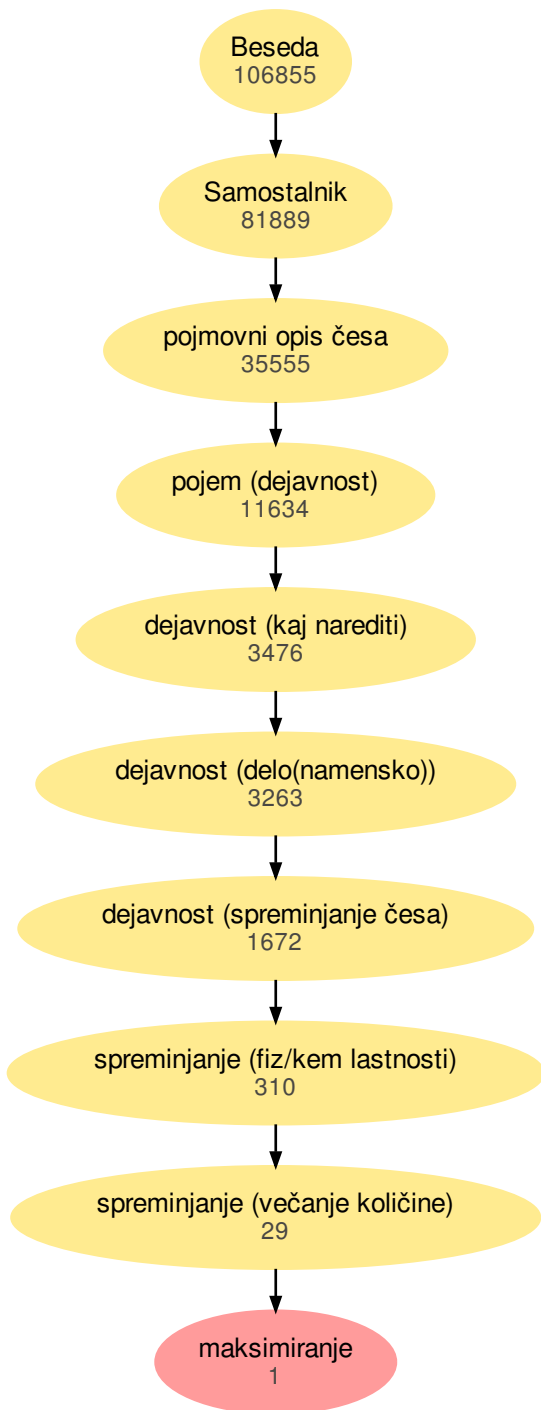 Beseda
106855
Samostalnik
81889
pojmovni opis česa
35555
pojem (dejavnost)
11634
dejavnost (kaj narediti)
3476
dejavnost (delo(namensko))
3263
dejavnost (spreminjanje česa)
1672
spreminjanje (fiz/kem lastnosti)
310
spreminjanje (večanje količine)
29
maksimiranje
1